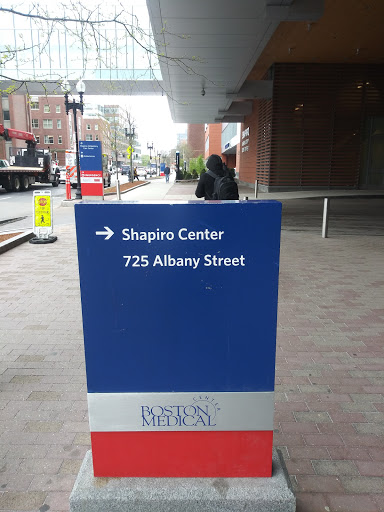 → Shapiro Center
725 Albany Street
BOSTON
MEDICAL
CENTER